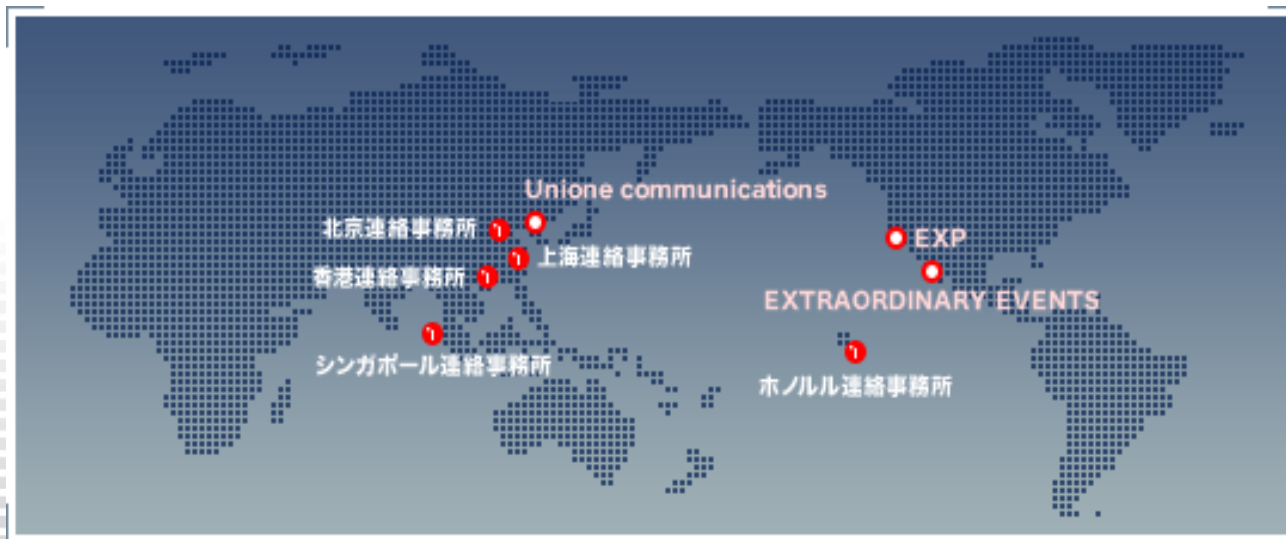 Unione communications
北京連絡事務所
EXP
上海連絡事務所
香港連絡事務所
EXTRAORDINARY EVENTS
シンガポール連絡事務所
ホノルル連絡事務所